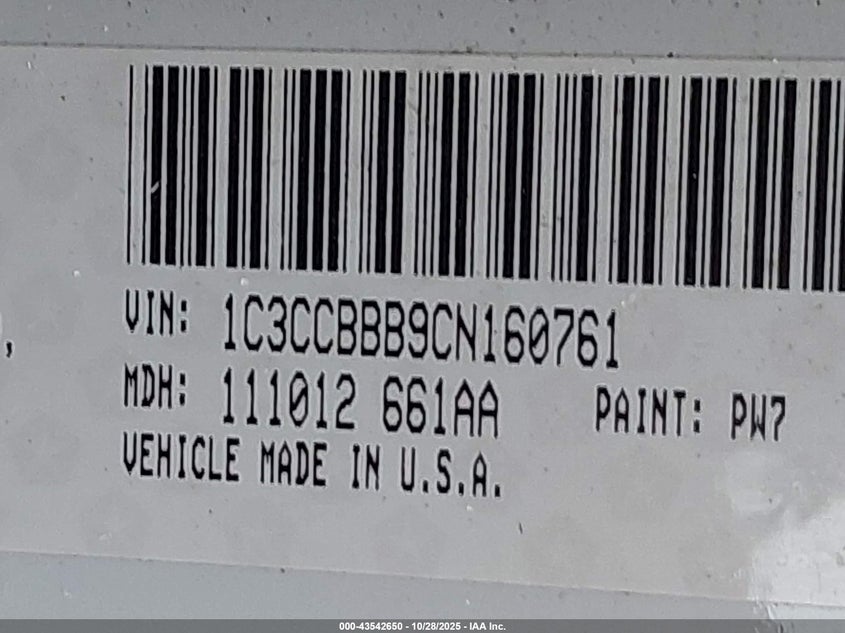 VIN: 1C3CCBBB9CN160761
MDH: 111012 661AA PAINT: PW7
VEHICLE MADE IN U.S.A.
000-43542650 - 10/28/2025 - IAA Inc.